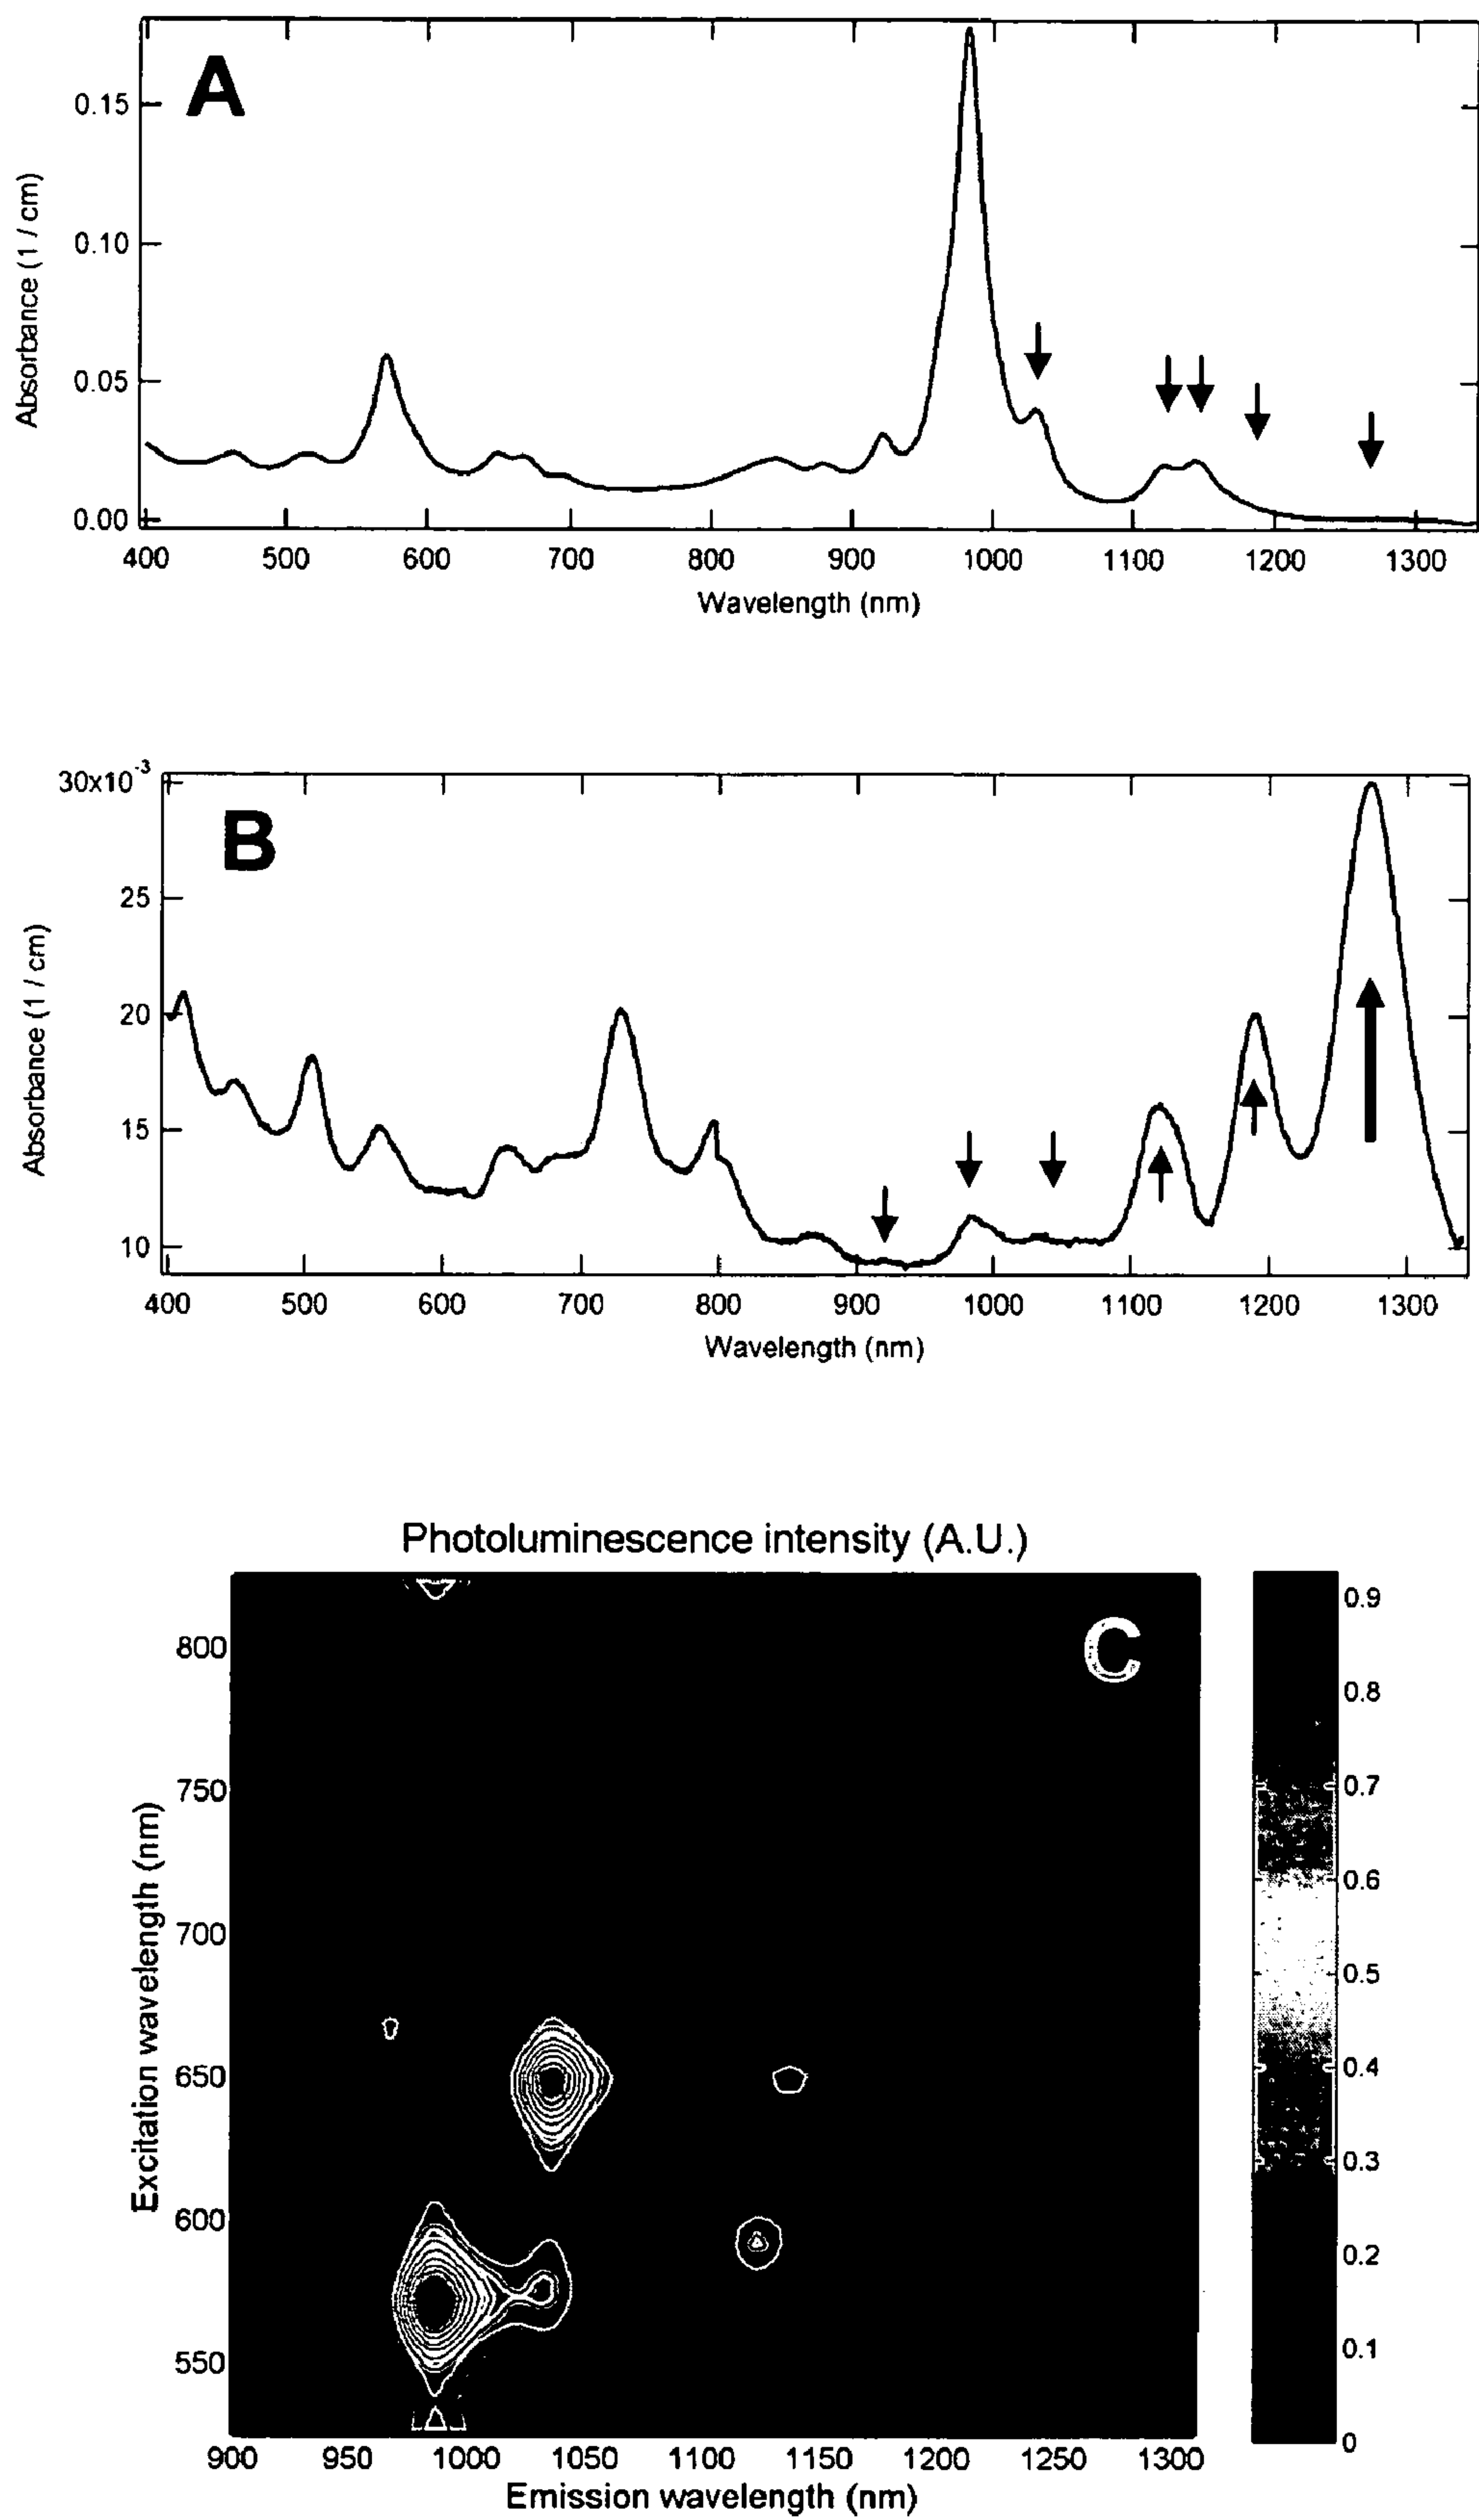 A
Absorbance (1 / cm)
0.15
0.10
0.05
0.00
400 500 600 700 800 900 1000 1100 1200 1300
Wavelength (nm)
B
Absorbance (1 / cm)
30x10-3
25
20
15
10
400 500 600 700 800 900 1000 1100 1200 1300
Wavelength (nm)
Photoluminescence intensity (A.U.)
C
Excitation wavelength (nm)
800
750
700
650
600
550
900 950 1000 1050 1100 1150 1200 1250 1300
Emission wavelength (nm)
0.9
0.8
0.7
0.6
0.5
0.4
0.3
0.2
0.1
0